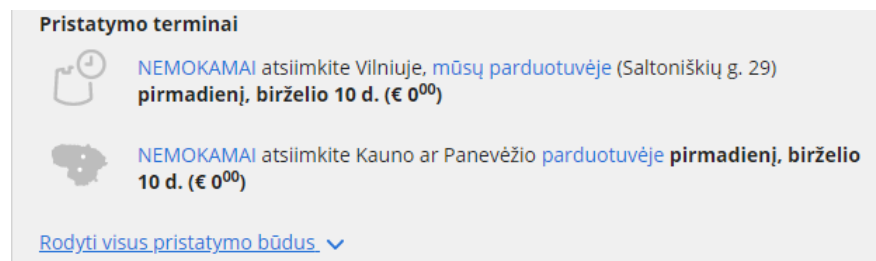 Pristatymo terminai
NEMOKAMAI atsiimkite Vilniuje, mūsų parduotuvėje (Saltoniškių g. 29)
pirmadienį, birželio 10 d. (€ 0⁰⁰)
NEMOKAMAI atsiimkite Kauno ar Panevėžio parduotuvėje pirmadienį, birželio
10 d. (€ 0⁰⁰)
Rodyti visus pristatymo būdus